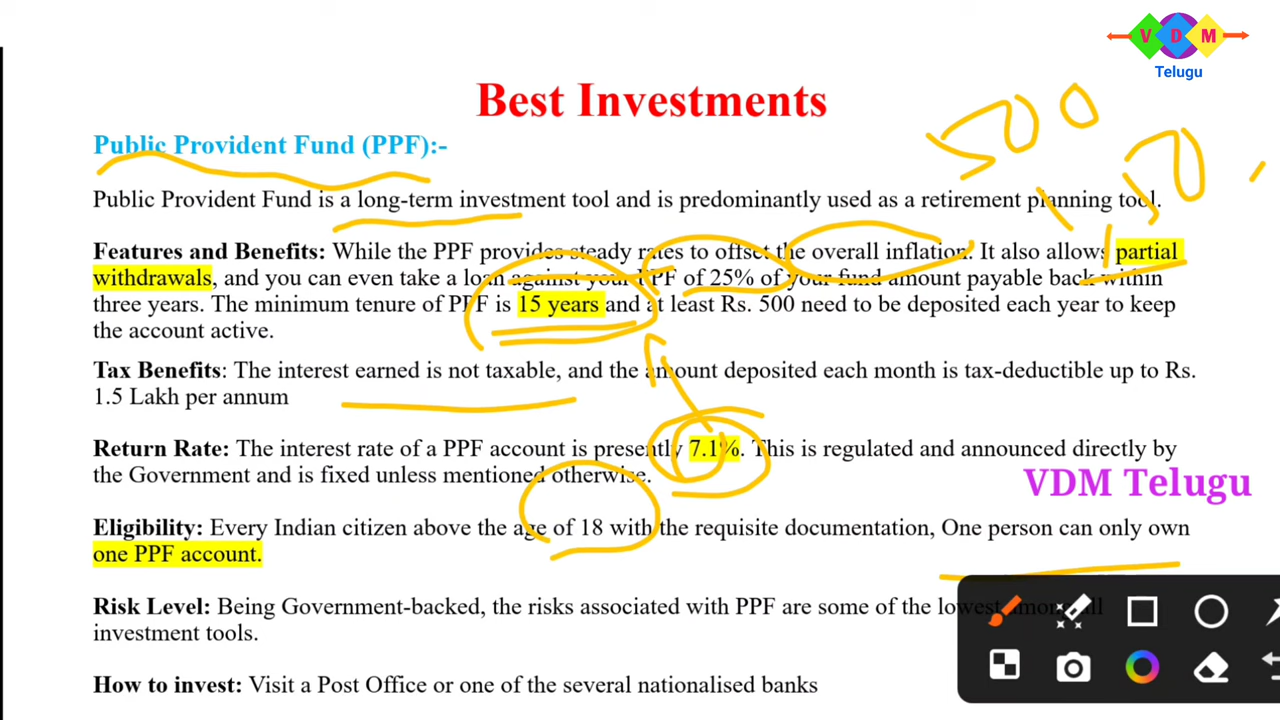 V D M
Telugu
Best Investments
Public Provident Fund (PPF):-
500
Public Provident Fund is a long-term investment tool and is predominantly used as a retirement planning tool.
Features and Benefits: While the PPF provides steady rates to offset the overall inflation. It also allows partial
withdrawals, and you can even take a loan against your PPF of 25% of your fund amount payable back within
three years. The minimum tenure of PPF is 15 years and at least Rs. 500 need to be deposited each year to keep
the account active.
Tax Benefits: The interest earned is not taxable, and the amount deposited each month is tax-deductible up to Rs.
1.5 Lakh per annum
Return Rate: The interest rate of a PPF account is presently 7.1%. This is regulated and announced directly by
the Government and is fixed unless mentioned otherwise.
VDM Telugu
Eligibility: Every Indian citizen above the age of 18 with the requisite documentation, One person can only own
one PPF account.
Risk Level: Being Government-backed, the risks associated with PPF are some of the lowest among all
investment tools.
How to invest: Visit a Post Office or one of the several nationalised banks